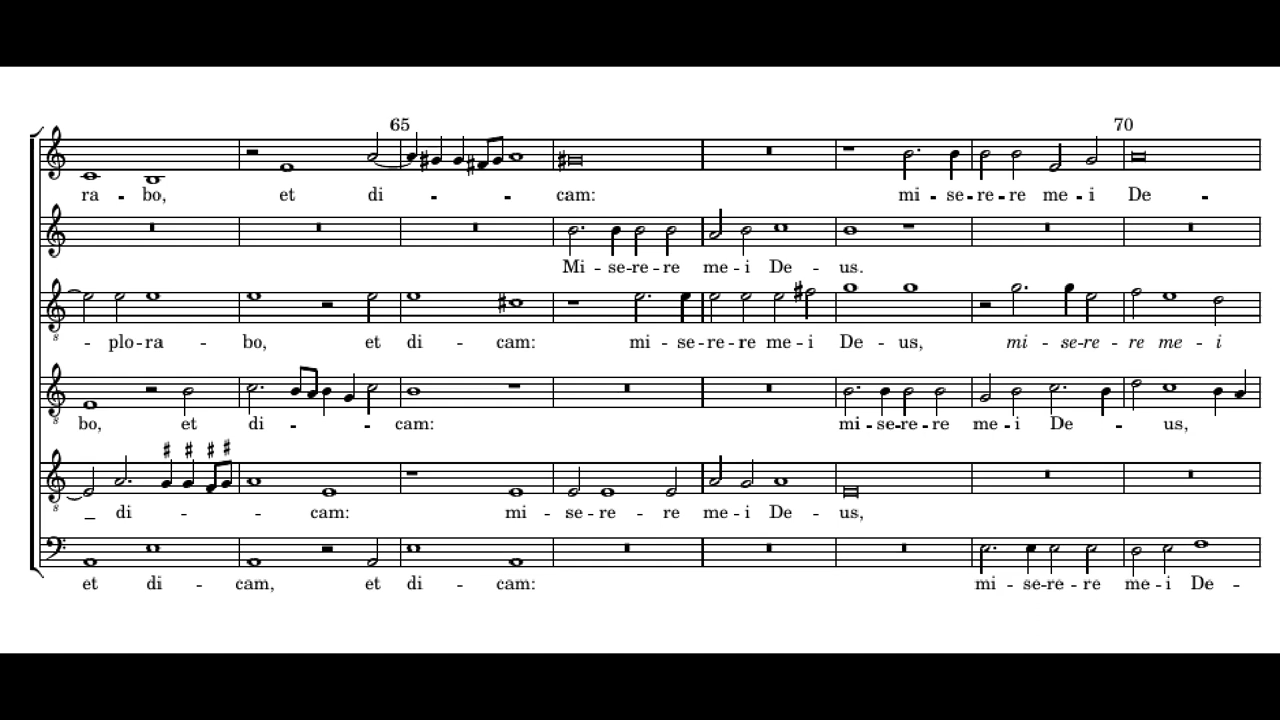 65 70
ra - bo, et di - - - cam: mi - se - re - re me - i De -
Mi - se - re - re me - i De - us.
- plo - ra - bo, et di - cam: mi - se - re - re me - i De - us, mi - se - re - re me - i
8
bo, et di - - - cam: mi - se - re - re me - i De - us,
8
_ di - - - cam: mi - se - re - re me - i De - us,
8
et di - cam, et di - cam: mi - se - re - re me - i De -